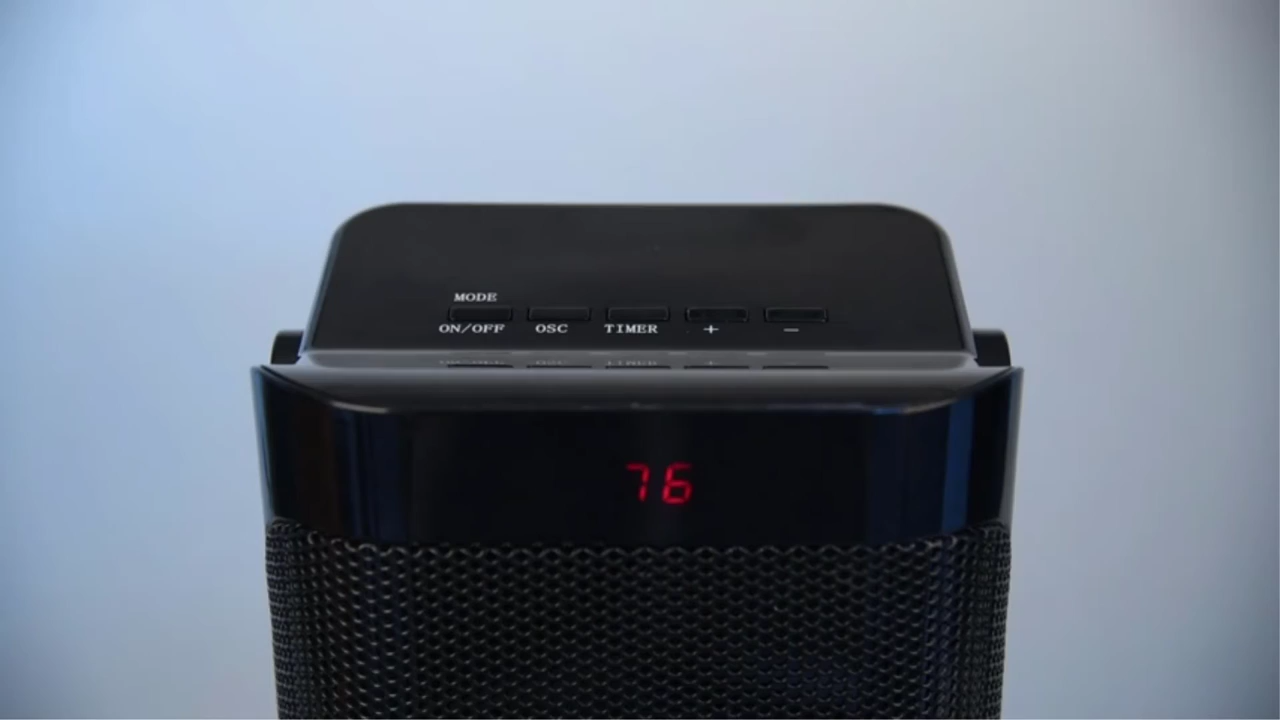 MODE
ON/OFF OSC TIMER + −
76